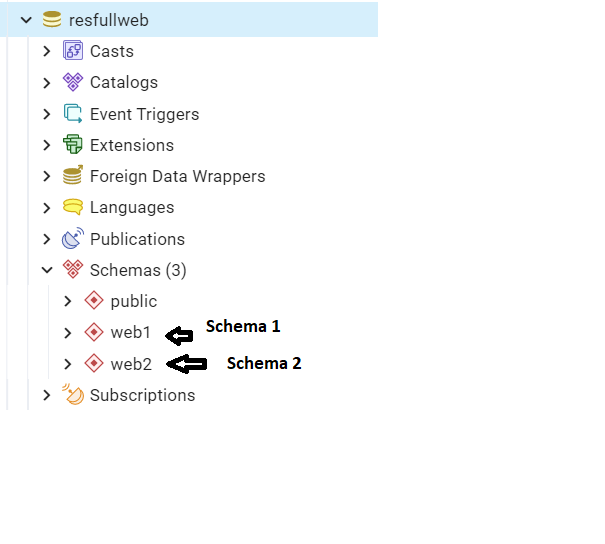 resfullweb
Casts
Catalogs
Event Triggers
Extensions
Foreign Data Wrappers
Languages
Publications
Schemas (3)
public
web1 Schema 1
web2 Schema 2
Subscriptions